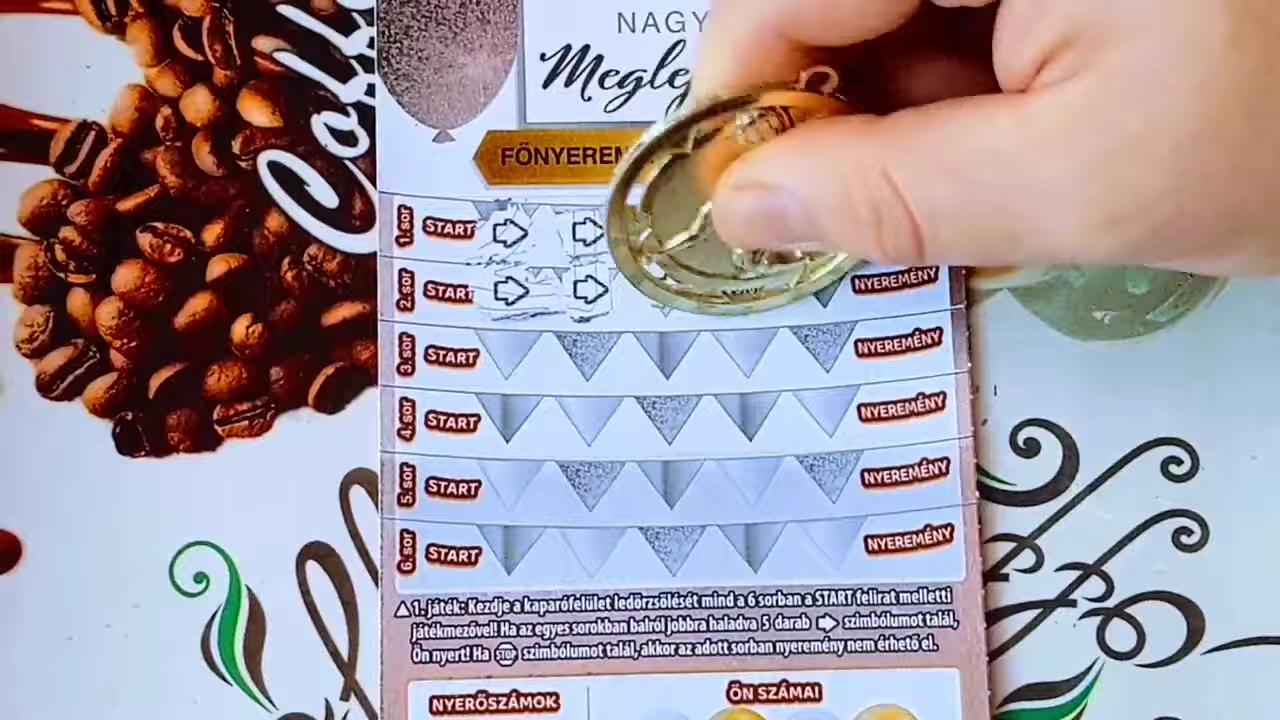 NAGY
Megle
FŐNYEREM
1. sor START
2. sor START NYEREMÉNY
3. sor START NYEREMÉNY
4. sor START NYEREMÉNY
5. sor START NYEREMÉNY
6. sor START NYEREMÉNY
1. játék: Kezdje a kaparófelület ledörzsölését mind a 6 sorban a START felirat melletti
játékmezővel! Ha az egyes sorokban balról jobbra haladva 5 darab szimbólumot talál,
Ön nyert! Ha STOP szimbólumot talál, akkor az adott sorban nyeremény nem érhető el.
NYERŐSZÁMOK ÖN SZÁMAI